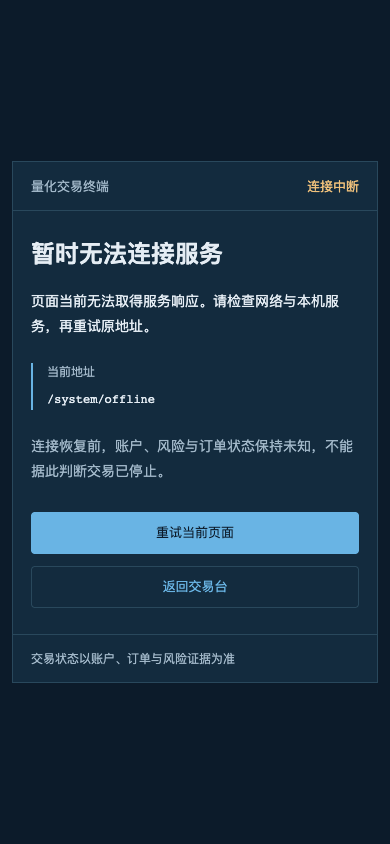 量化交易终端
连接中断
暂时无法连接服务
页面当前无法取得服务响应。请检查网络与本机服
务，再重试原地址。
当前地址
/system/offline
连接恢复前，账户、风险与订单状态保持未知，不能
据此判断交易已停止。
重试当前页面
返回交易台
交易状态以账户、订单与风险证据为准